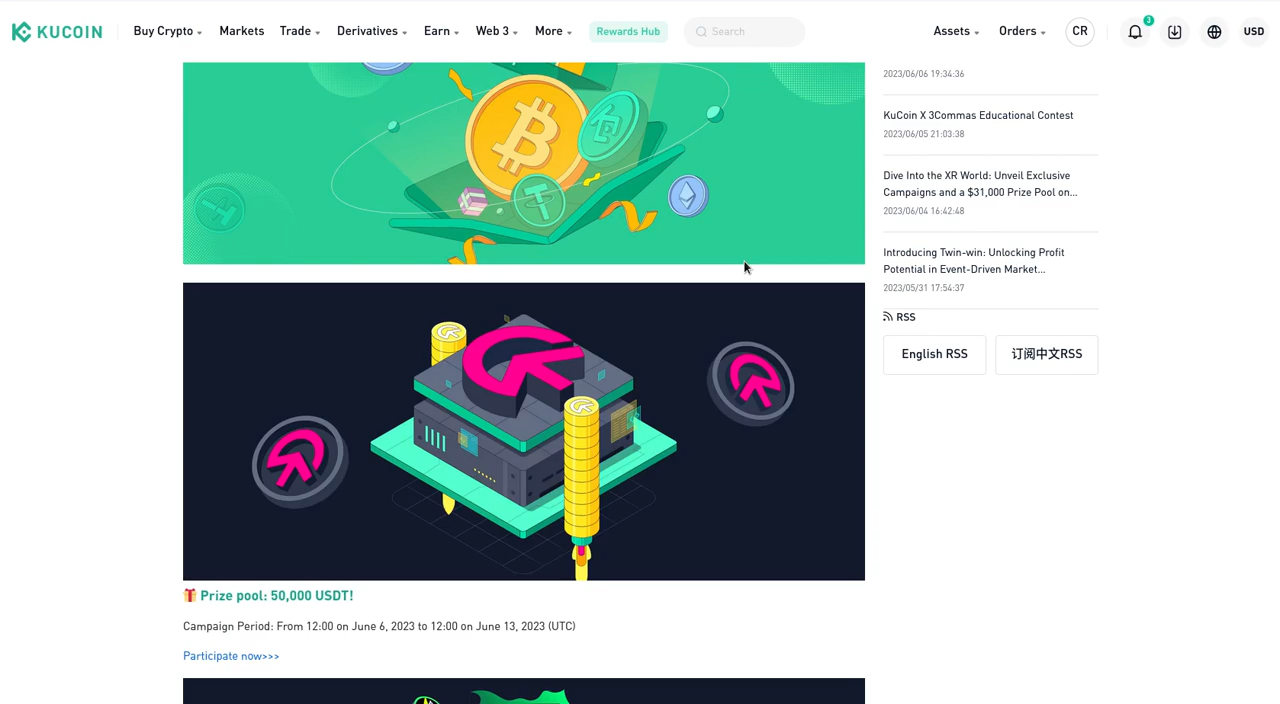 KUCOIN
Buy Crypto
Markets
Trade
Derivatives
Earn
Web 3
More
Rewards Hub
Search
Assets
Orders
CR
3
USD
2023/06/06 19:34:36
KuCoin X 3Commas Educational Contest
2023/06/05 21:03:38
Dive Into the XR World: Unveil Exclusive
Campaigns and a $31,000 Prize Pool on...
2023/06/04 16:42:48
Introducing Twin-win: Unlocking Profit
Potential in Event-Driven Market...
2023/05/31 17:54:37
RSS
English RSS
订阅中文RSS
Prize pool: 50,000 USDT!
Campaign Period: From 12:00 on June 6, 2023 to 12:00 on June 13, 2023 (UTC)
Participate now>>>